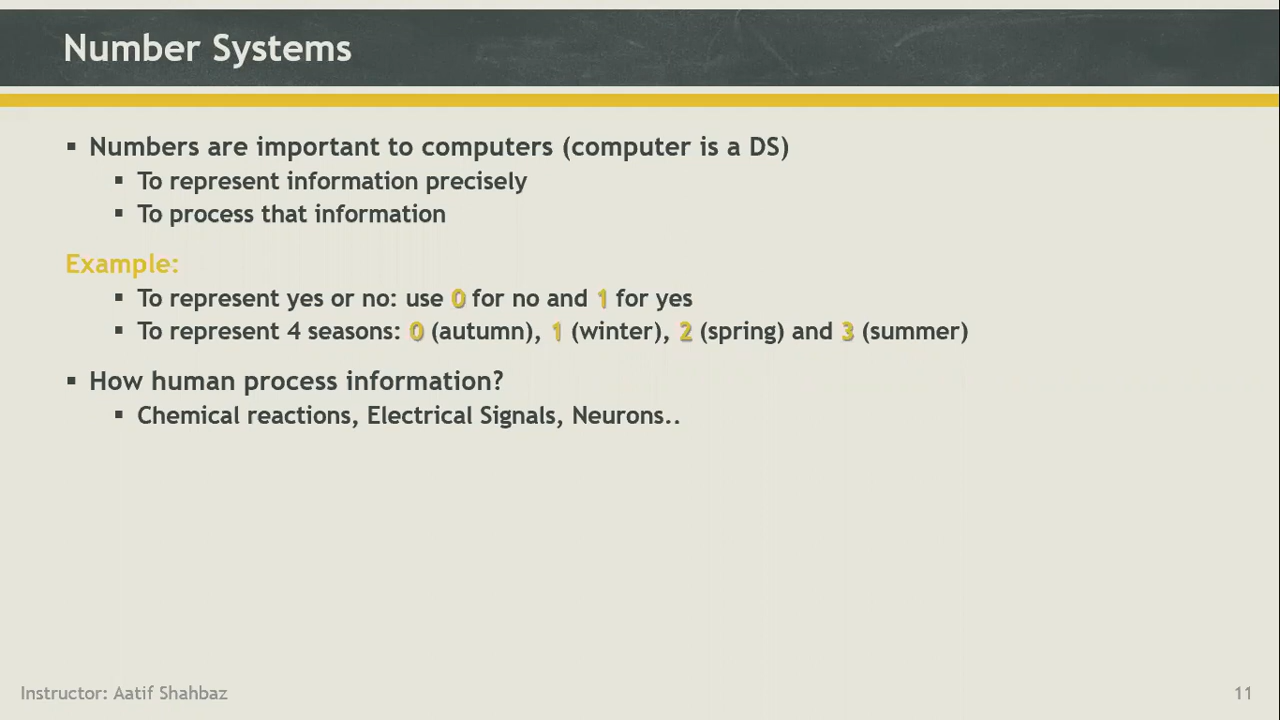 Number Systems
▪ Numbers are important to computers (computer is a DS)
▪ To represent information precisely
▪ To process that information
Example:
▪ To represent yes or no: use 0 for no and 1 for yes
▪ To represent 4 seasons: 0 (autumn), 1 (winter), 2 (spring) and 3 (summer)
▪ How human process information?
▪ Chemical reactions, Electrical Signals, Neurons..
Instructor: Aatif Shahbaz
11